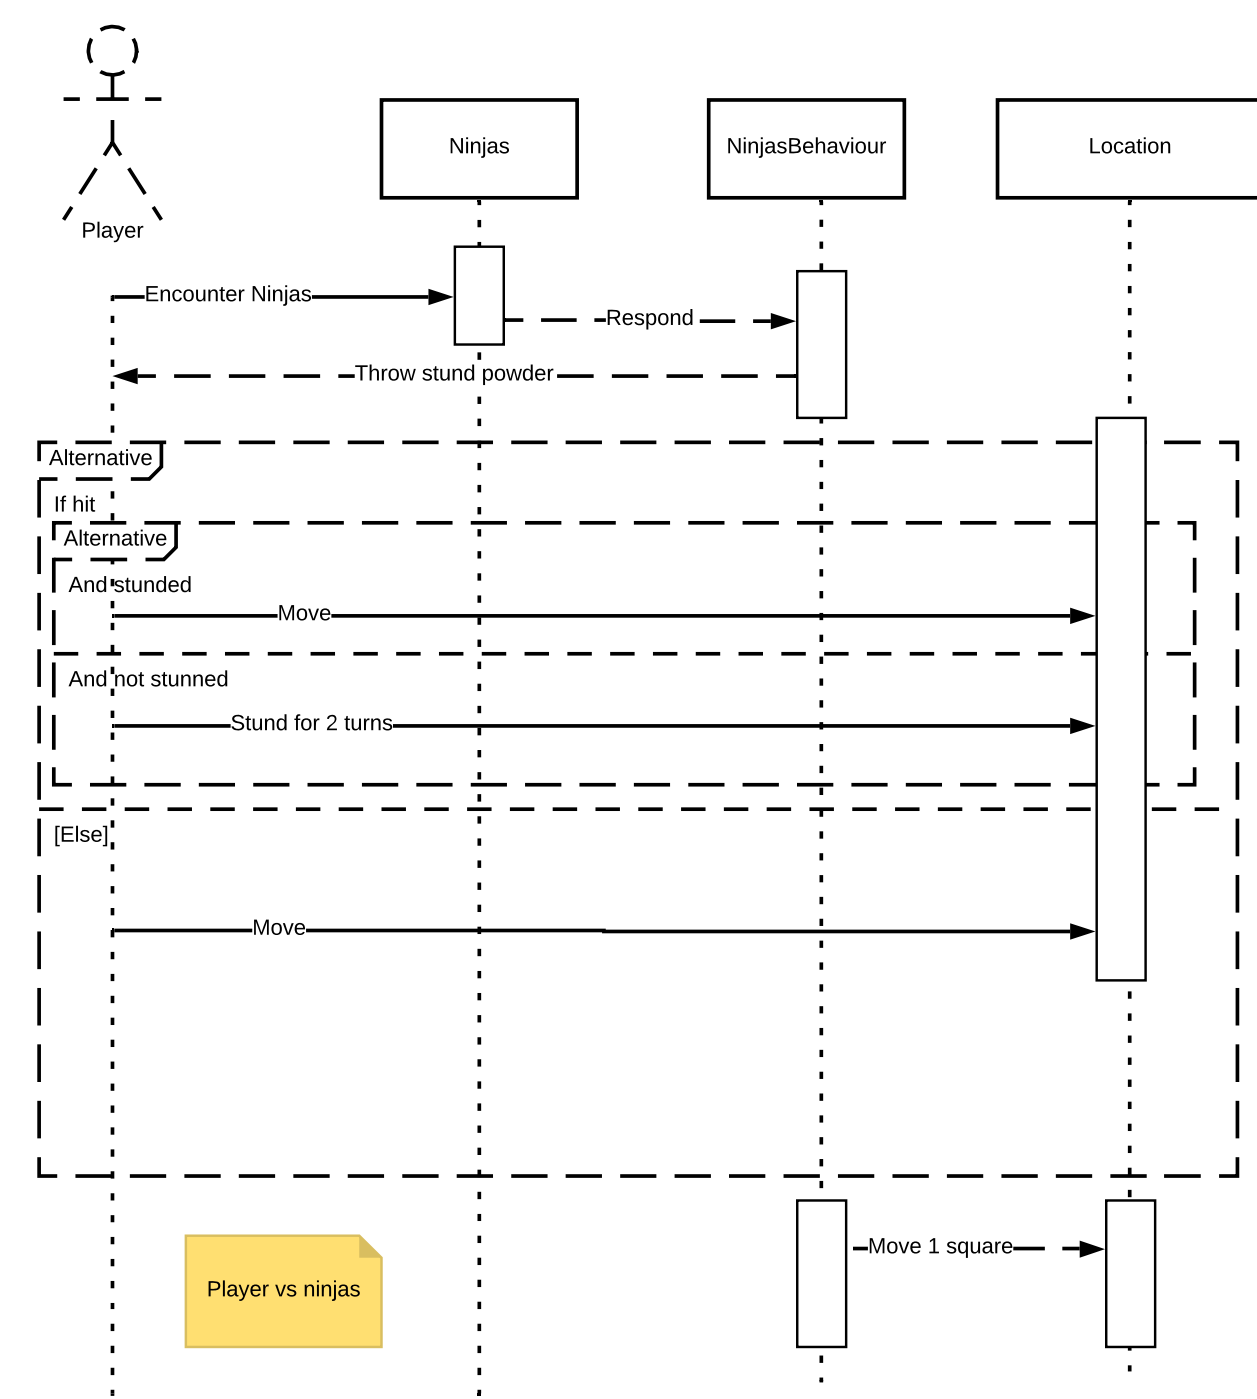 Player
Ninjas
NinjasBehaviour
Location
Encounter Ninjas
Respond
Throw stund powder
Alternative
If hit
Alternative
And stunded
Move
And not stunned
Stund for 2 turns
[Else]
Move
Move 1 square
Player vs ninjas